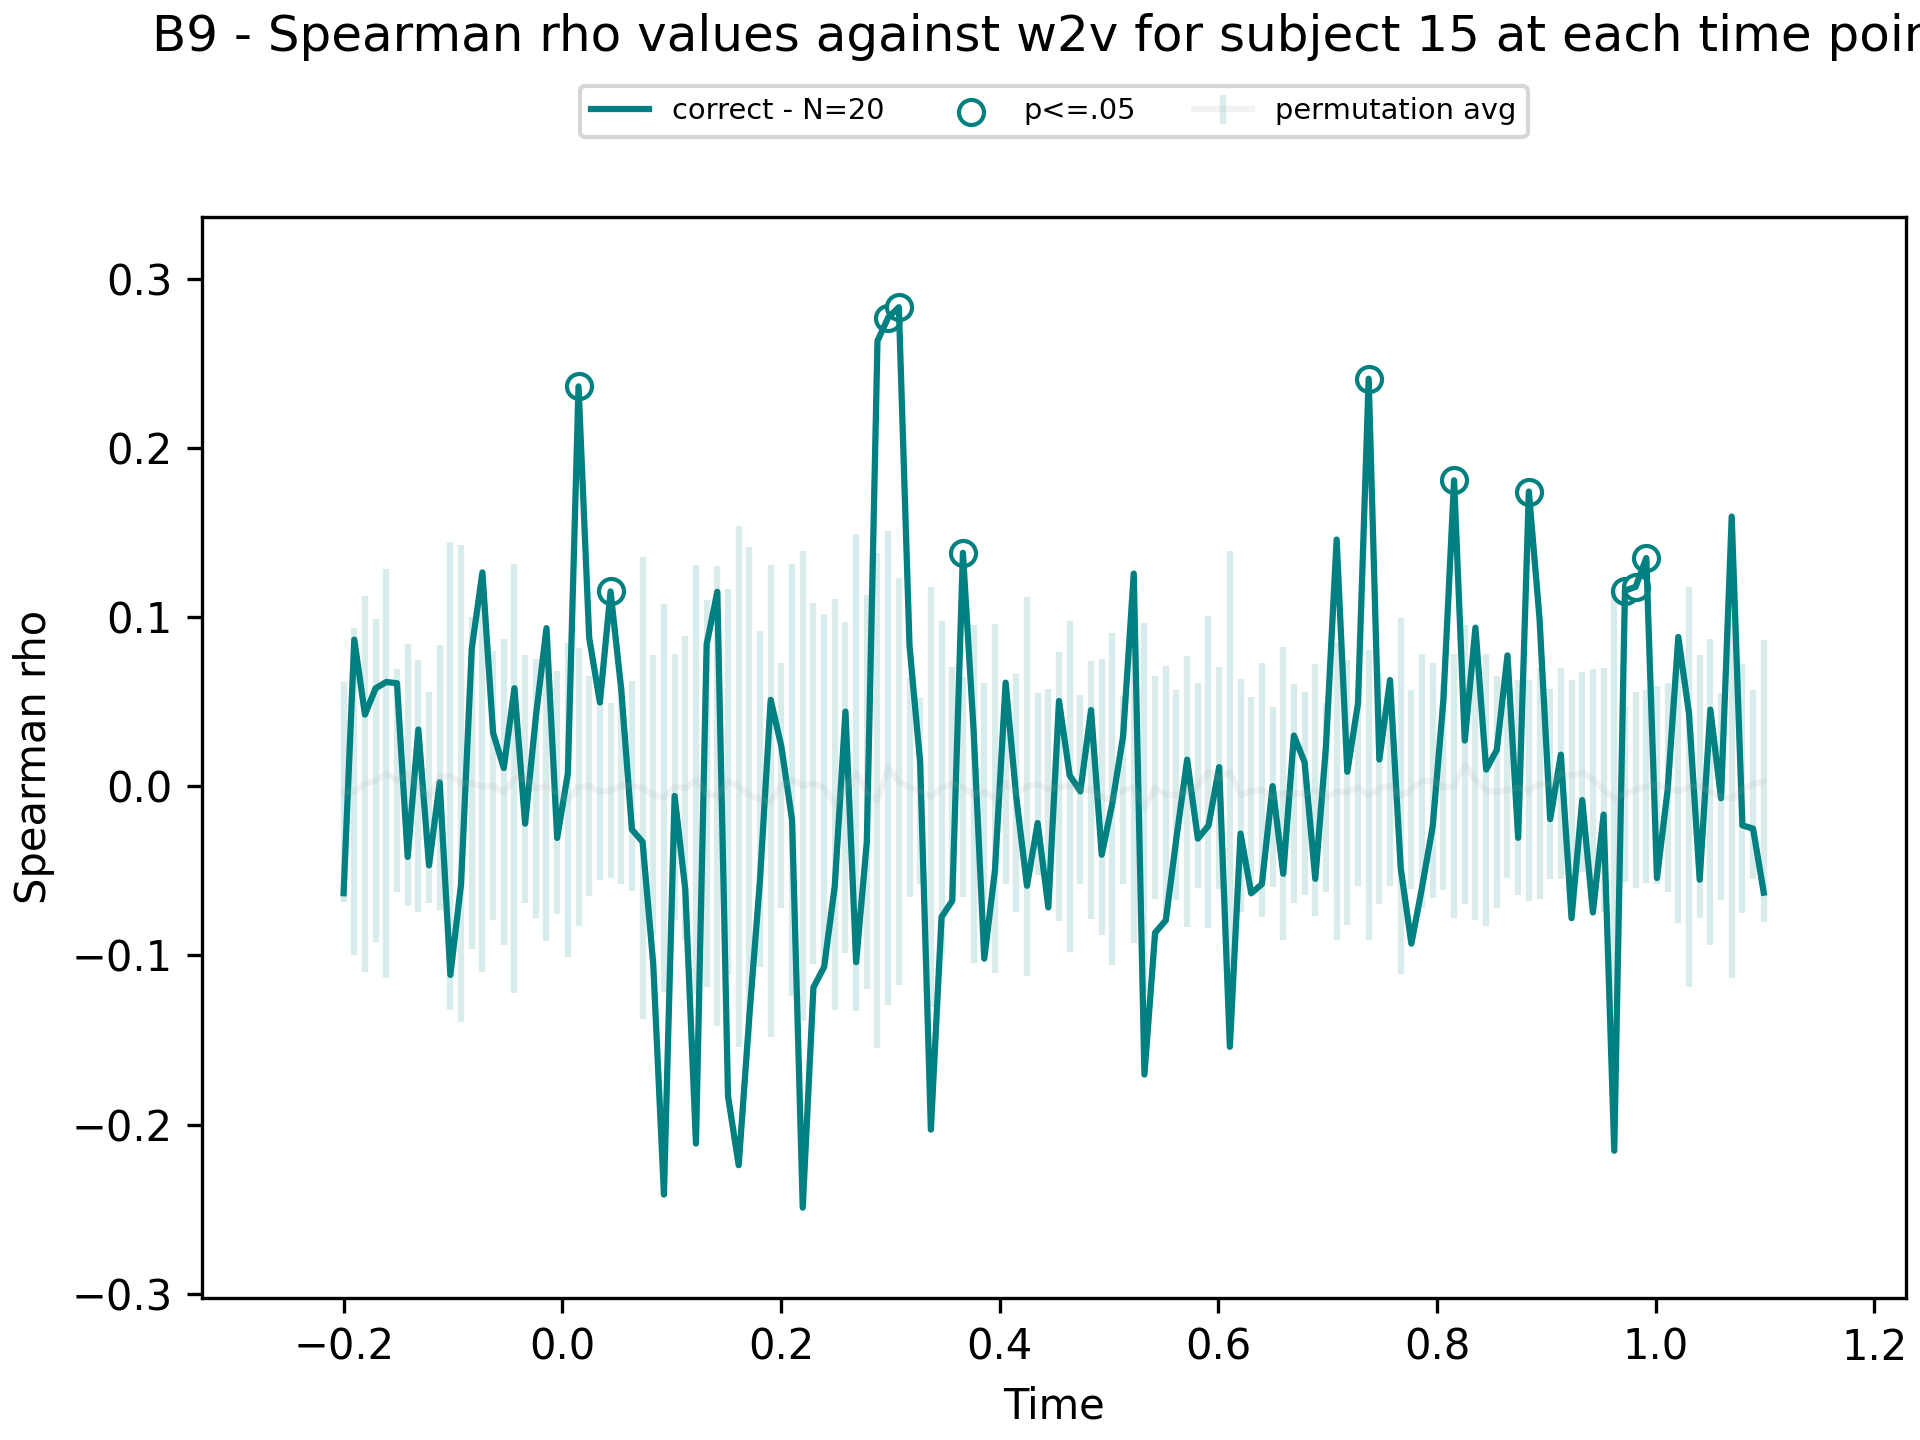 B9 - Spearman rho values against w2v for subject 15 at each time
correct - N=20 p<=.05 permutation avg
0.3
0.2
0.1
0.0
−0.1
−0.2
−0.3
Spearman rho
−0.2 0.0 0.2 0.4 0.6 0.8 1.0 1.2
Time